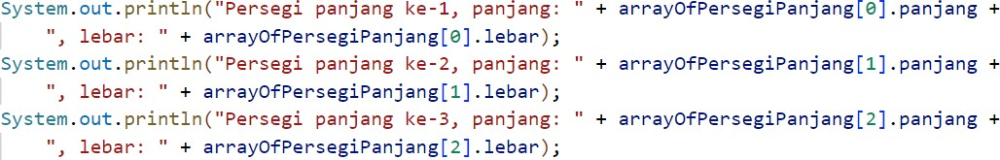 System.out.println("Persegi panjang ke-1, panjang: " + arrayOfPersegiPanjang[0].panjang +
", lebar: " + arrayOfPersegiPanjang[0].lebar);
System.out.println("Persegi panjang ke-2, panjang: " + arrayOfPersegiPanjang[1].panjang +
", lebar: " + arrayOfPersegiPanjang[1].lebar);
System.out.println("Persegi panjang ke-3, panjang: " + arrayOfPersegiPanjang[2].panjang +
", lebar: " + arrayOfPersegiPanjang[2].lebar);